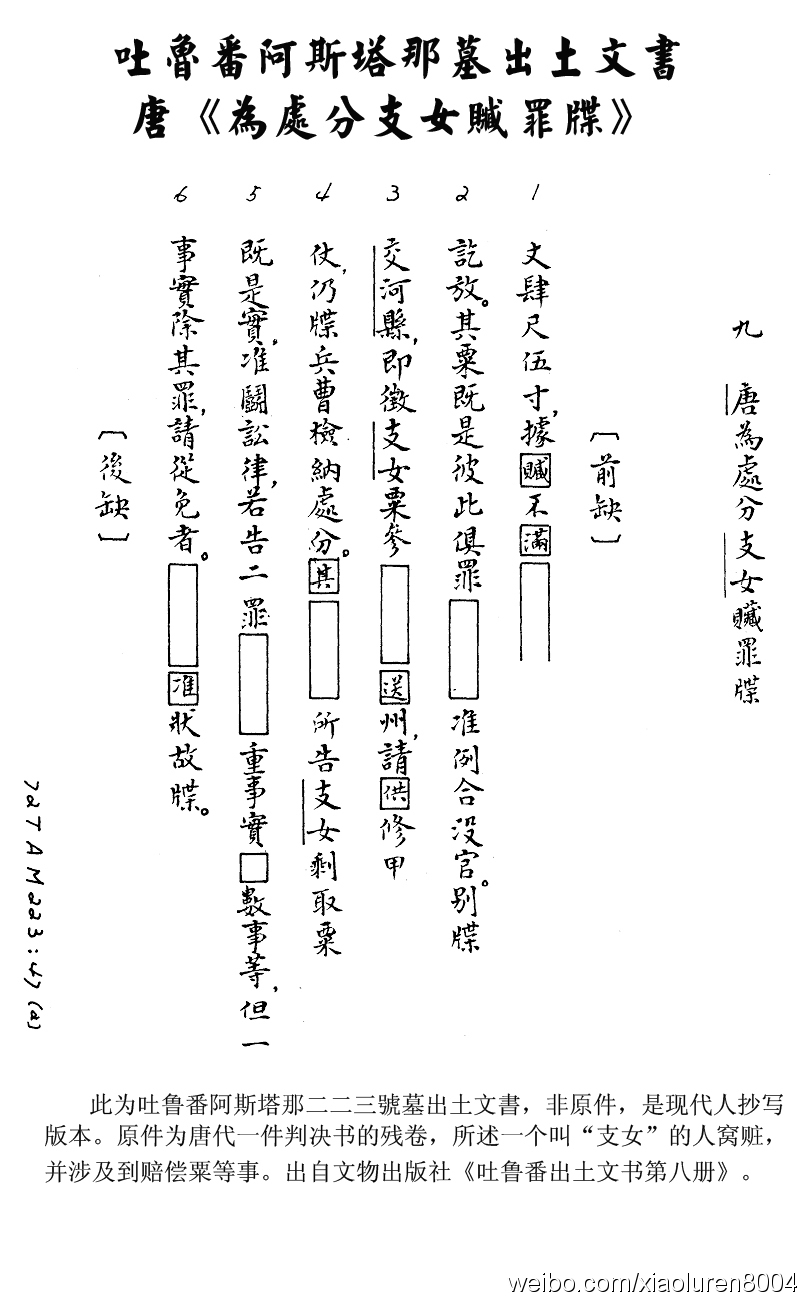 吐魯番阿斯塔那墓出土文書
唐《為處分支女贓罪牒》
九 唐為處分支女贓罪牒
〔前缺〕
1 文肆尺伍寸，據贓不滿
2 訖放。其粟既是彼此俱罪 准例合没官。别牒
3 交河縣，即徵支女粟參 送州，請供修甲
4 仗，仍牒兵曹檢納處分。其 所告支女剩取粟
5 既是實，准鬭訟律，若告二罪 重事實□數事等，但一
6 事實除其罪，請從免者。 准狀故牒。
〔後缺〕
72TAM223:47(a)
此为吐鲁番阿斯塔那二二三號墓出土文書，非原件，是现代人抄写
版本。原件为唐代一件判决书的残卷，所述一个叫“支女”的人窝赃，
并涉及到赔偿粟等事。出自文物出版社《吐鲁番出土文书第八册》。
weibo.com/xiaoluren8004